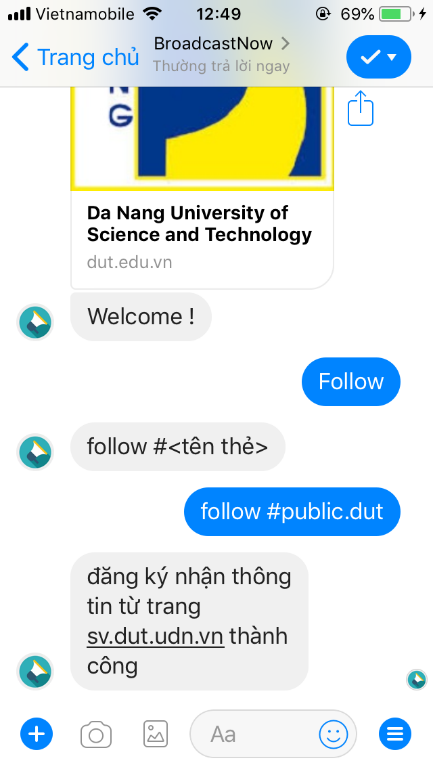 Vietnamobile 12:49 69%
Trang chủ
BroadcastNow
Thường trả lời ngay
N
G
Da Nang University of
Science and Technology
dut.edu.vn
Welcome !
Follow
follow #<tên thẻ>
follow #public.dut
đăng ký nhận thông
tin từ trang
sv.dut.udn.vn thành
công
Aa